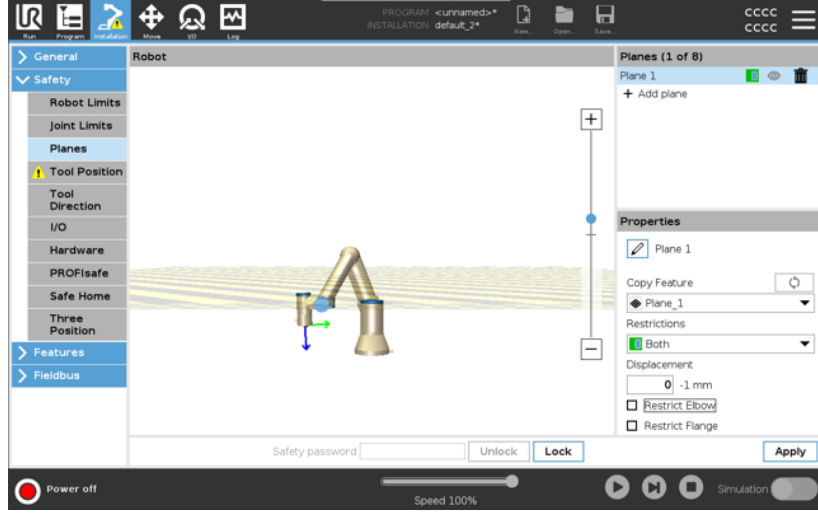 PROGRAM <unnamed>*
INSTALLATION default_2*
UR
Run
Program
Installation
Move
I/O
Log
New...
Open...
Save...
CCCC
CCCC
General
Safety
Robot Limits
Joint Limits
Planes
Tool Position
Tool
Direction
I/O
Hardware
PROFIsafe
Safe Home
Three
Position
Features
Fieldbus
Robot
Planes (1 of 8)
Plane 1
+ Add plane
Properties
Plane 1
Copy Feature
Plane_1
Restrictions
Both
Displacement
0 -1 mm
Restrict Elbow
Restrict Flange
Safety password
Unlock
Lock
Apply
Power off
Speed 100%
Simulation